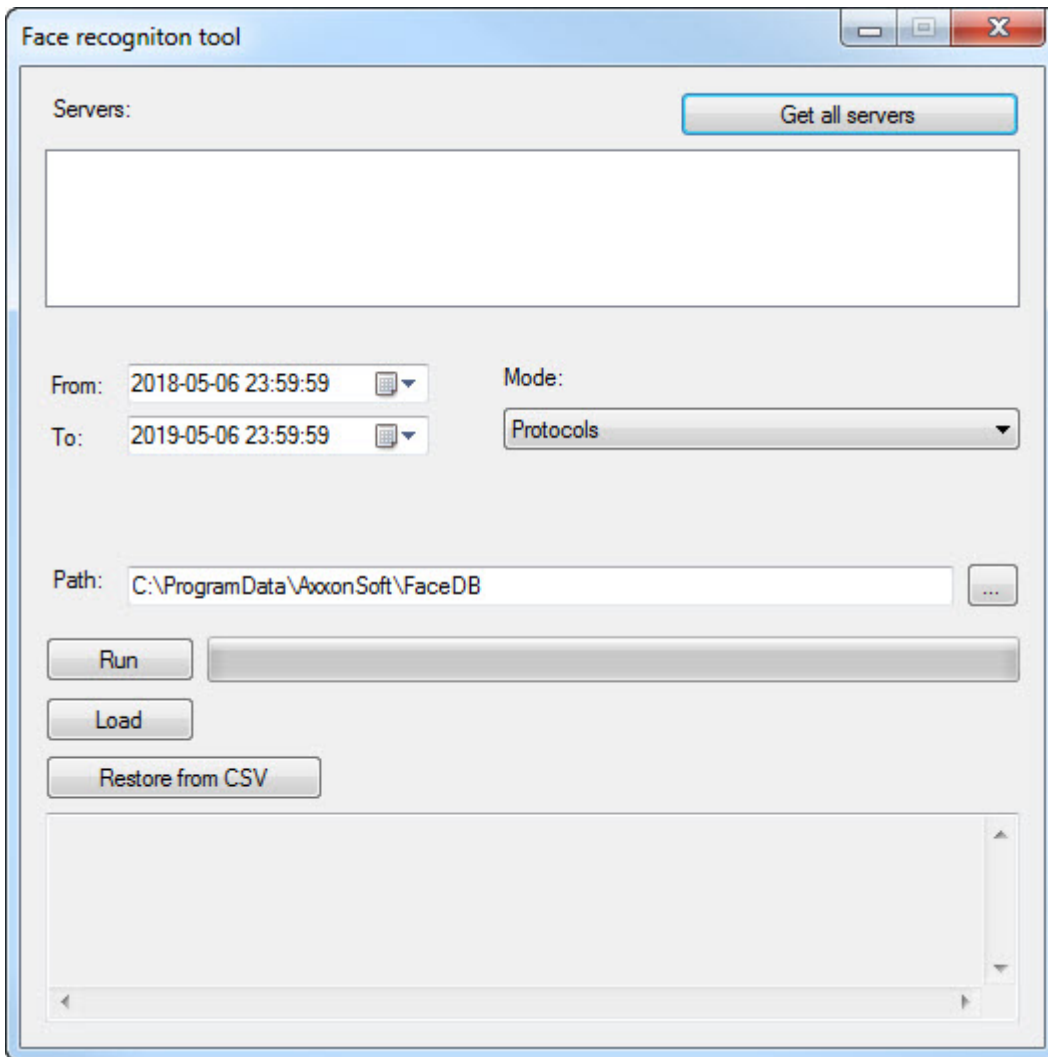 Face recogniton tool
Servers:
Get all servers
From:
2018-05-06 23:59:59
Mode:
To:
2019-05-06 23:59:59
Protocols
Path:
C:\ProgramData\AxxonSoft\FaceDB
...
Run
Load
Restore from CSV